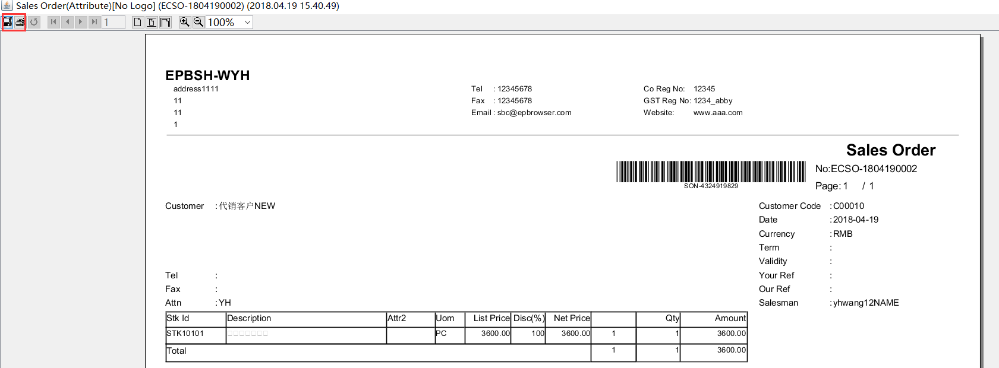 Sales Order(Attribute)[No Logo] (ECSO-1804190002) (2018.04.19 15.40.49)
1 100%
EPBSH-WYH
address1111 Tel : 12345678 Co Reg No: 12345
11 Fax : 12345678 GST Reg No: 1234_abby
11 Email : sbc@epbrowser.com Website: www.aaa.com
1
Sales Order
No:ECSO-1804190002
SON-4324919829
Page: 1 / 1
Customer :代销客户NEW Customer Code :C00010
Date :2018-04-19
Currency :RMB
Term :
Validity :
Tel : Your Ref :
Fax : Our Ref :
Attn :YH Salesman :yhwang12NAME
Stk Id Description Attr2 Uom List Price Disc(%) Net Price Qty Amount
STK10101 □□□□□□□ PC 3600.00 100 3600.00 1 1 3600.00
Total 1 1 3600.00